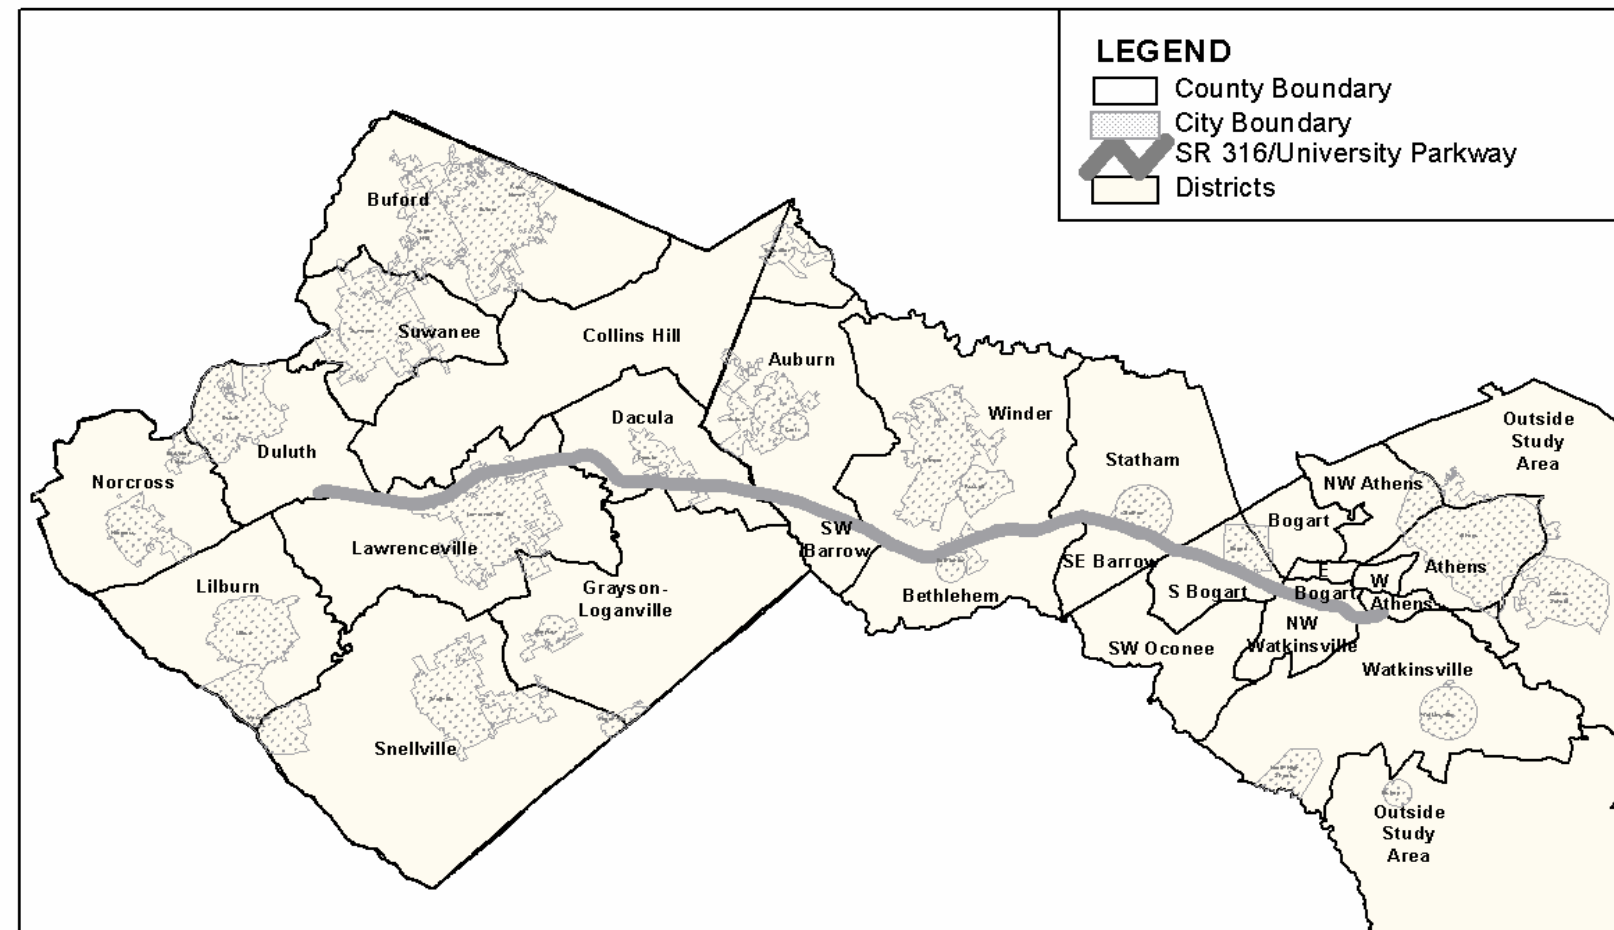 LEGEND
County Boundary
City Boundary
SR 316/University Parkway
Districts
Buford
Suwanee
Collins Hill
Auburn
Dacula
Duluth
Norcross
Winder
Statham
Outside
Study
Area
NW Athens
Bogart
Lawrenceville
SW
Barrow
SE Barrow
E
Bogart
W
Athens
Athens
S Bogart
Lilburn
Grayson-
Loganville
Bethlehem
NW
Watkinsville
SW Oconee
Watkinsville
Snellville
Outside
Study
Area